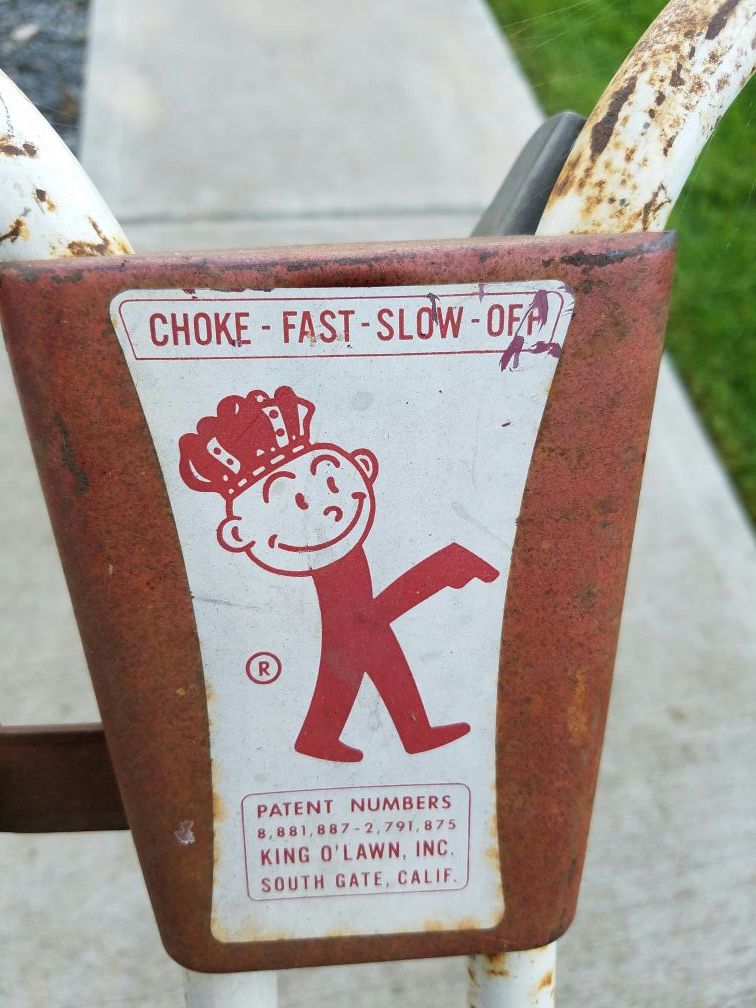 CHOKE - FAST - SLOW - OFF
®
PATENT NUMBERS
8,881,887 - 2,791,875
KING O'LAWN, INC.
SOUTH GATE, CALIF.